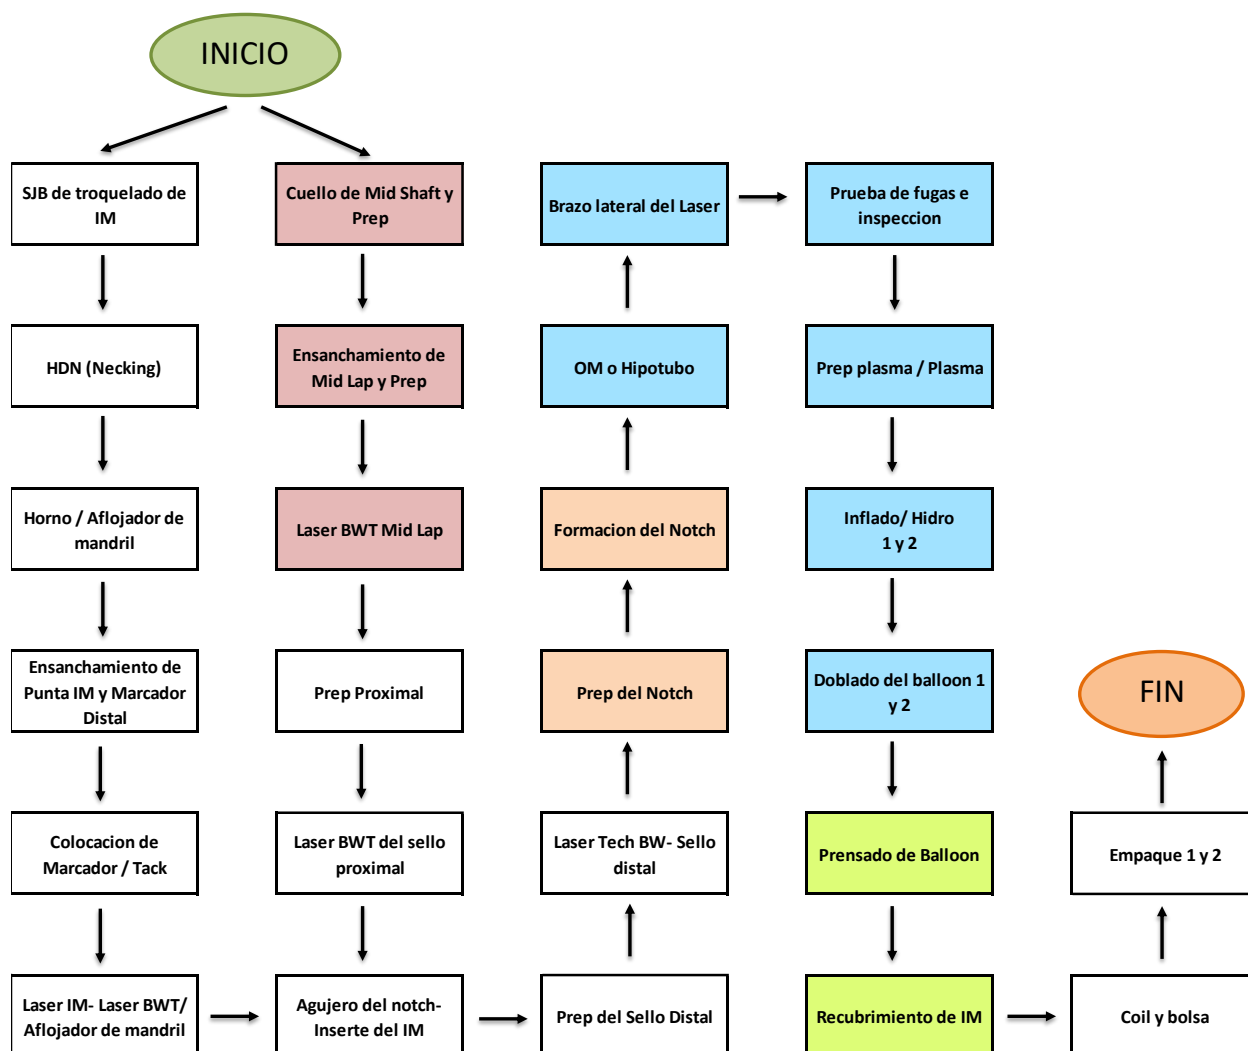 INICIO
SJB de troquelado de
IM
HDN (Necking)
Horno / Aflojador de
mandril
Ensanchamiento de
Punta IM y Marcador
Distal
Colocacion de
Marcador / Tack
Laser IM- Laser BWT/
Aflojador de mandril
Cuello de Mid Shaft y
Prep
Ensanchamiento de
Mid Lap y Prep
Laser BWT Mid Lap
Prep Proximal
Laser BWT del sello
proximal
Agujero del notch-
Inserte del IM
Prep del Sello Distal
Laser Tech BW- Sello
distal
Prep del Notch
Formacion del Notch
OM o Hipotubo
Brazo lateral del Laser
Prueba de fugas e
inspeccion
Prep plasma / Plasma
Inflado/ Hidro
1 y 2
Doblado del balloon 1
y 2
Prensado de Balloon
Recubrimiento de IM
Coil y bolsa
Empaque 1 y 2
FIN